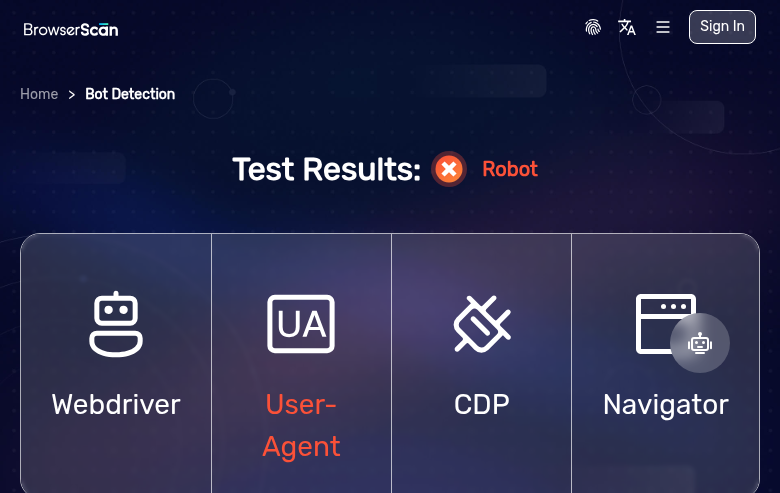 BrowserScan
Sign In
Home > Bot Detection
Test Results: Robot
UA
Webdriver
User-
Agent
CDP
Navigator